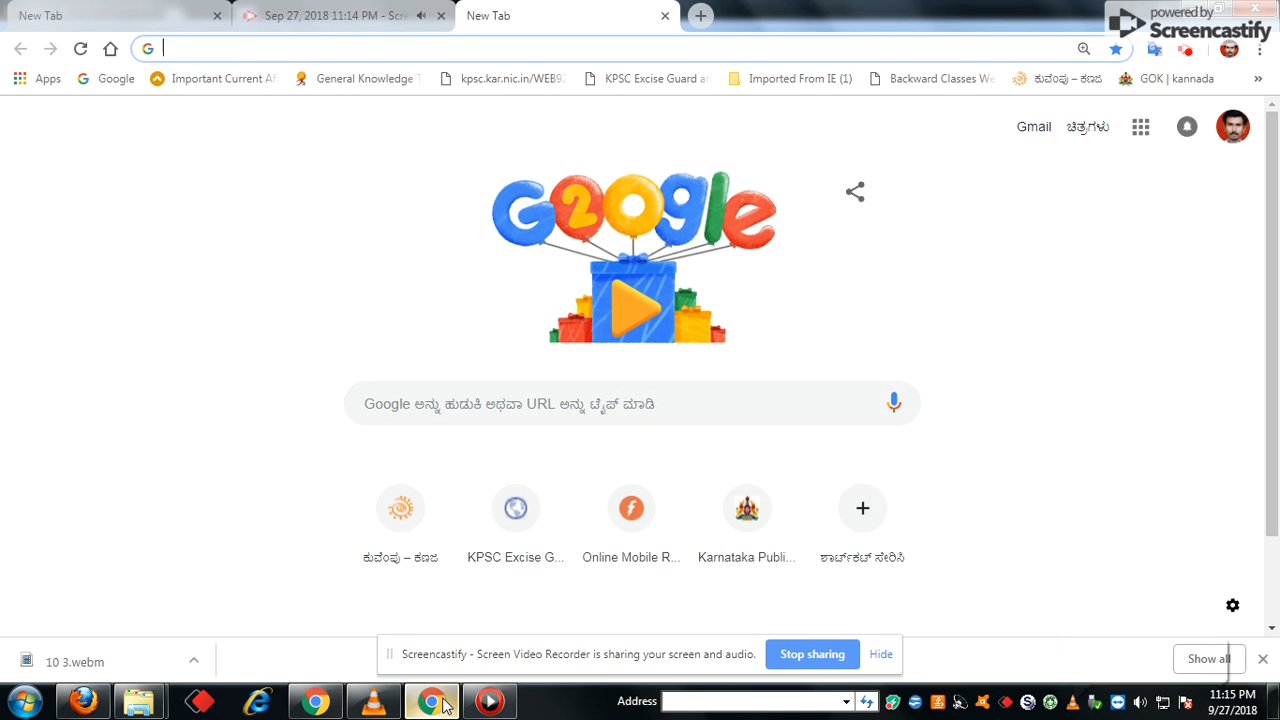 New Tab
Sep 27, 2018 11:14 PM - Scre
New Tab
powered by
Screencastify
Apps
Google
Important Current Af
General Knowledge T
kpsc.kar.nic.in/WEB92
KPSC Excise Guard an
Imported From IE (1)
Backward Classes We
ಕುವೆಂಪು – ಕಣಜ
GOK | kannada
»
Gmail
ಚಿತ್ರಗಳು
G2Ogle
Google ಅನ್ನು ಹುಡುಕಿ ಅಥವಾ URL ಅನ್ನು ಟೈಪ್ ಮಾಡಿ
ಕುವೆಂಪು – ಕಣಜ
KPSC Excise G...
Online Mobile R...
Karnataka Publi...
ಶಾರ್ಟ್‌ಕಟ್ ಸೇರಿಸಿ
10 3.webm
Screencastify - Screen Video Recorder is sharing your screen and audio.
Stop sharing
Hide
Show all
Address
11:15 PM
9/27/2018